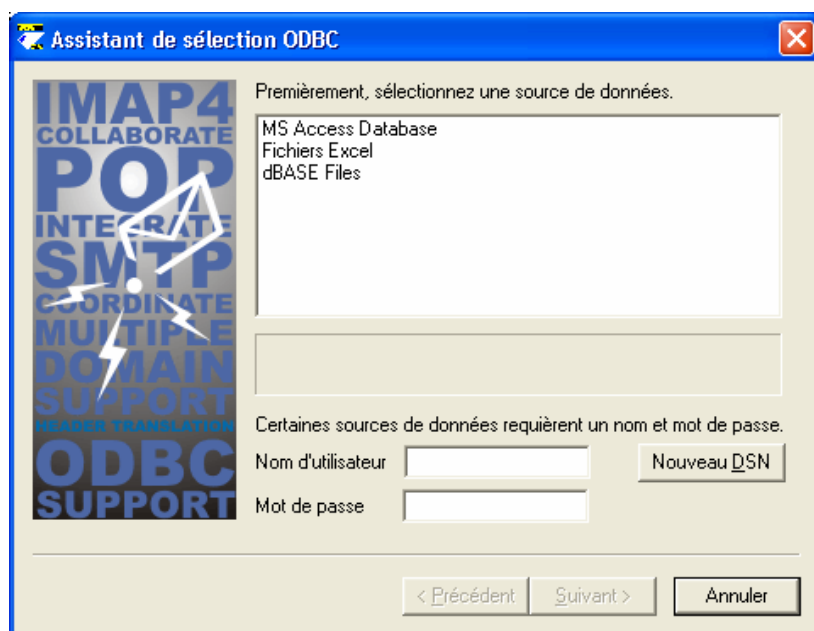 Assistant de sélection ODBC
IMAP4
COLLABORATE
POP
INTEGRATE
SMTP
COORDINATE
MULTIPLE
DOMAIN
SUPPORT
HEADER TRANSLATION
ODBC
SUPPORT
Premièrement, sélectionnez une source de données.
MS Access Database
Fichiers Excel
dBASE Files
Certaines sources de données requièrent un nom et mot de passe.
Nom d'utilisateur
Nouveau DSN
Mot de passe
< Précédent
Suivant >
Annuler